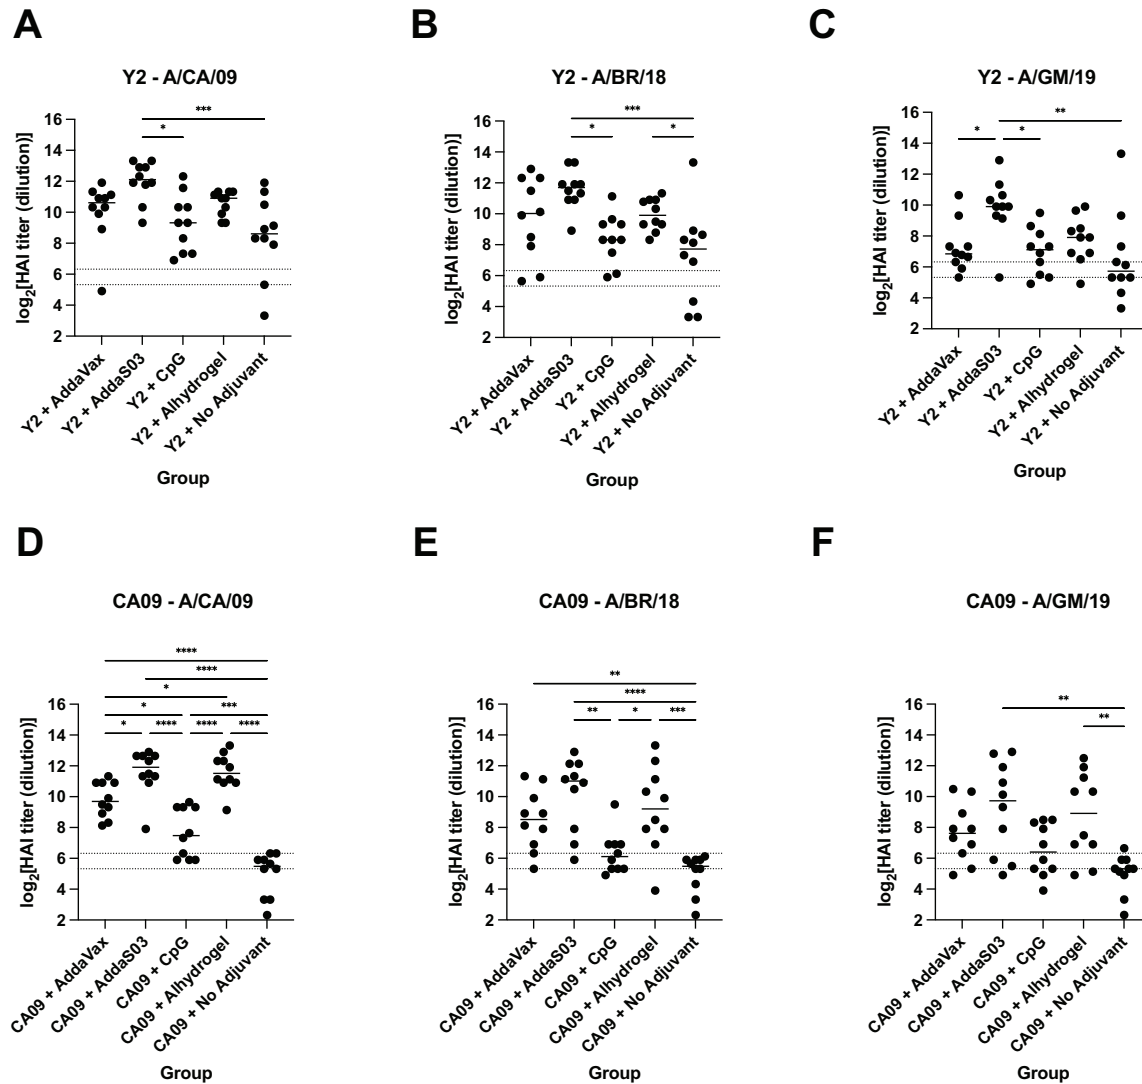 A
Y2 - A/CA/09
***
*
log2[HAI titer (dilution)]
16
14
12
10
8
6
4
2
Y2 + AddaVax
Y2 + AddaS03
Y2 + CpG
Y2 + Alhydrogel
Y2 + No Adjuvant
Group
B
Y2 - A/BR/18
***
*
*
log2[HAI titer (dilution)]
16
14
12
10
8
6
4
2
Y2 + AddaVax
Y2 + AddaS03
Y2 + CpG
Y2 + Alhydrogel
Y2 + No Adjuvant
Group
C
Y2 - A/GM/19
**
*
*
log2[HAI titer (dilution)]
16
14
12
10
8
6
4
2
Y2 + AddaVax
Y2 + AddaS03
Y2 + CpG
Y2 + Alhydrogel
Y2 + No Adjuvant
Group
D
CA09 - A/CA/09
****
****
*
*
***
*
****
****
****
log2[HAI titer (dilution)]
16
14
12
10
8
6
4
2
CA09 + AddaVax
CA09 + AddaS03
CA09 + CpG
CA09 + Alhydrogel
CA09 + No Adjuvant
Group
E
CA09 - A/BR/18
**
****
**
*
***
log2[HAI titer (dilution)]
16
14
12
10
8
6
4
2
CA09 + AddaVax
CA09 + AddaS03
CA09 + CpG
CA09 + Alhydrogel
CA09 + No Adjuvant
Group
F
CA09 - A/GM/19
**
**
log2[HAI titer (dilution)]
16
14
12
10
8
6
4
2
CA09 + AddaVax
CA09 + AddaS03
CA09 + CpG
CA09 + Alhydrogel
CA09 + No Adjuvant
Group